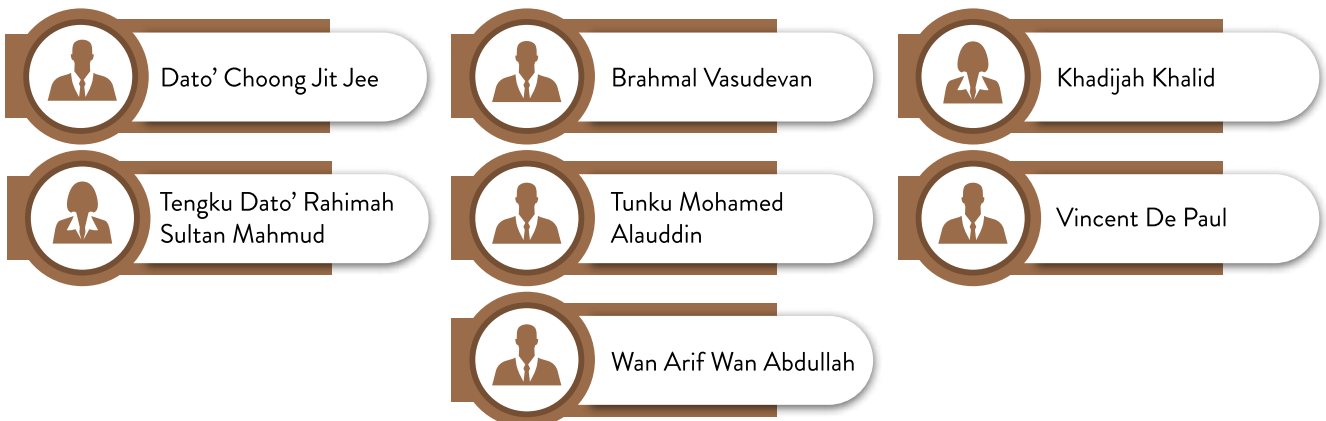 Dato’ Choong Jit Jee
Brahmal Vasudevan
Khadijah Khalid
Tengku Dato’ Rahimah
Sultan Mahmud
Tunku Mohamed
Alauddin
Vincent De Paul
Wan Arif Wan Abdullah